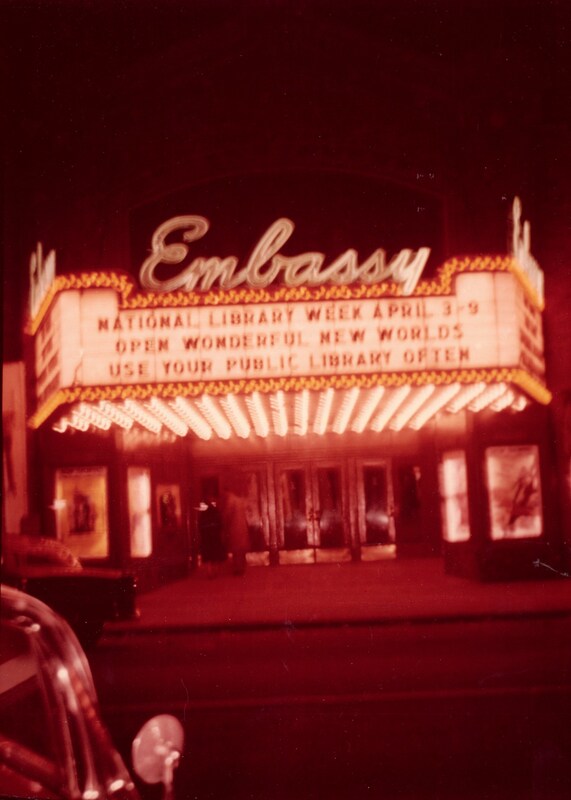 Embassy
NATIONAL LIBRARY WEEK APRIL 3-9
OPEN WONDERFUL NEW WORLDS
USE YOUR PUBLIC LIBRARY OFTEN